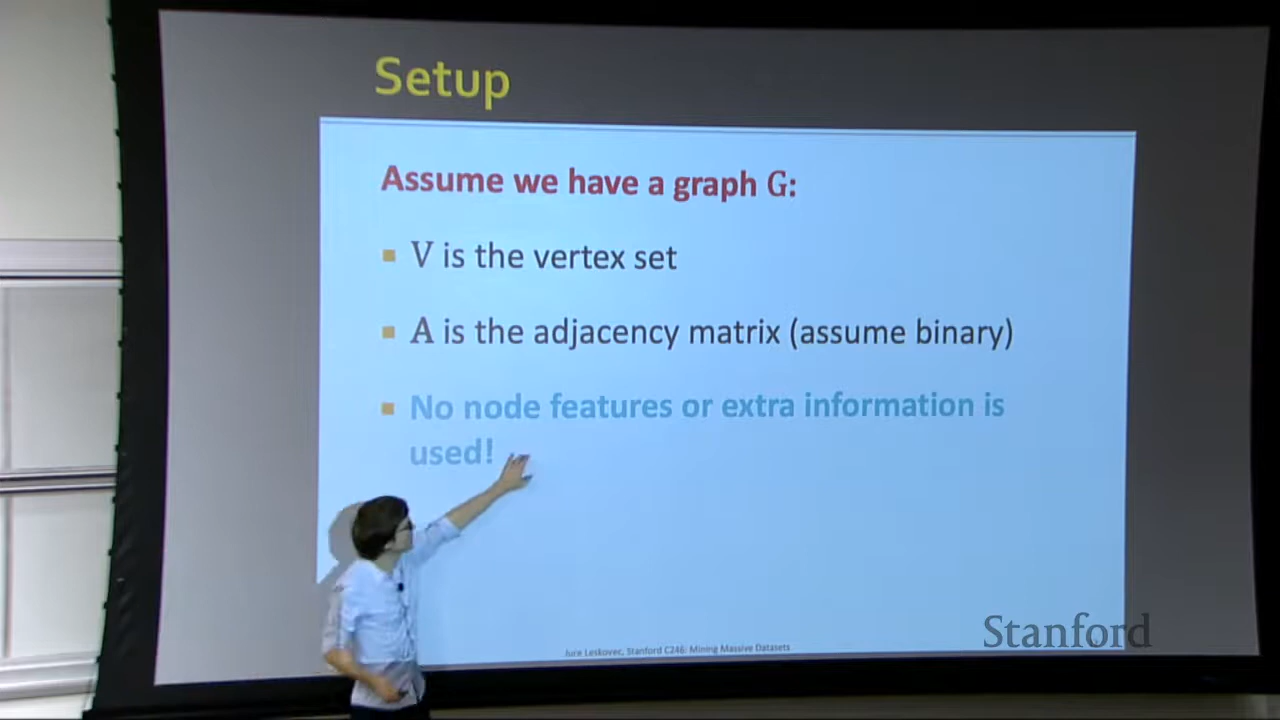 Setup
Assume we have a graph G:
V is the vertex set
A is the adjacency matrix (assume binary)
No node features or extra information is
used!
Jure Leskovec, Stanford C246: Mining Massive Datasets
Stanford